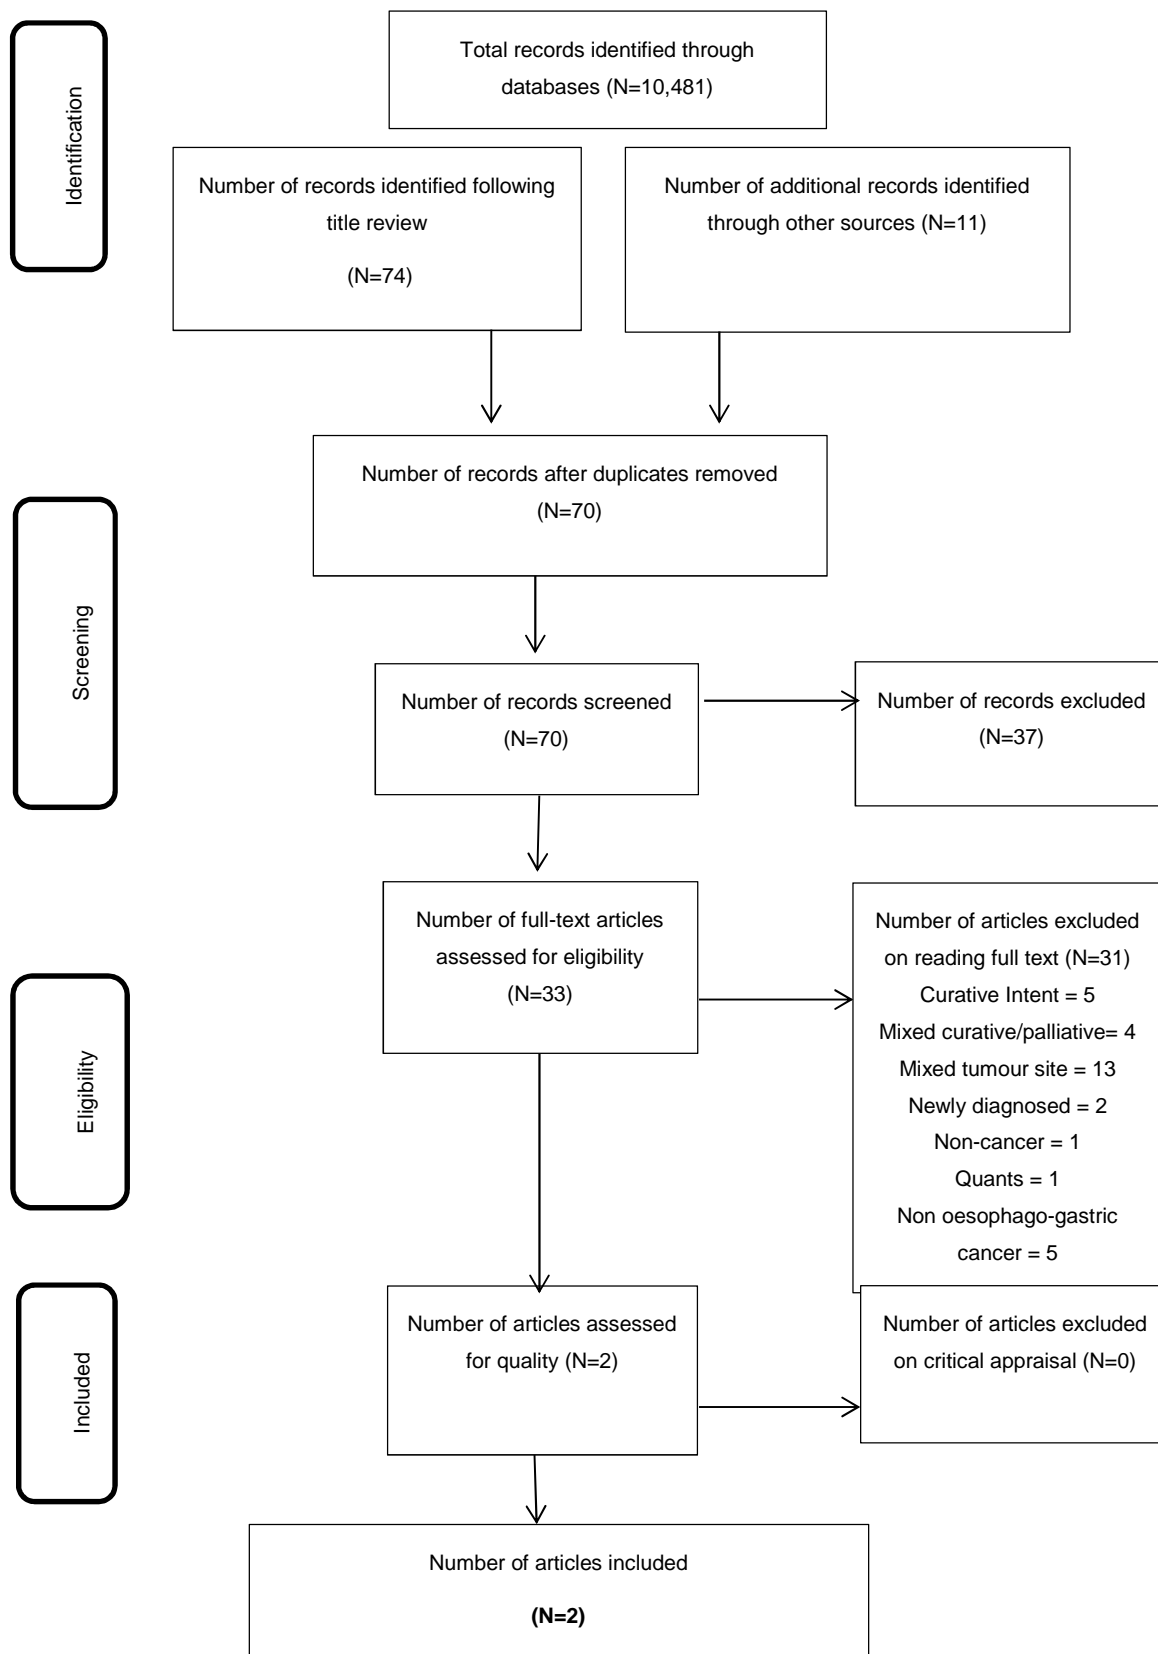 Identification
Total records identified through
databases (N=10,481)
Number of records identified following
title review
(N=74)
Number of additional records identified
through other sources (N=11)
Number of records after duplicates removed
(N=70)
Screening
Number of records screened
(N=70)
Number of records excluded
(N=37)
Eligibility
Number of full-text articles
assessed for eligibility
(N=33)
Number of articles excluded
on reading full text (N=31)
Curative Intent = 5
Mixed curative/palliative= 4
Mixed tumour site = 13
Newly diagnosed = 2
Non-cancer = 1
Quants = 1
Non oesophago-gastric
cancer = 5
Included
Number of articles assessed
for quality (N=2)
Number of articles excluded
on critical appraisal (N=0)
Number of articles included
(N=2)